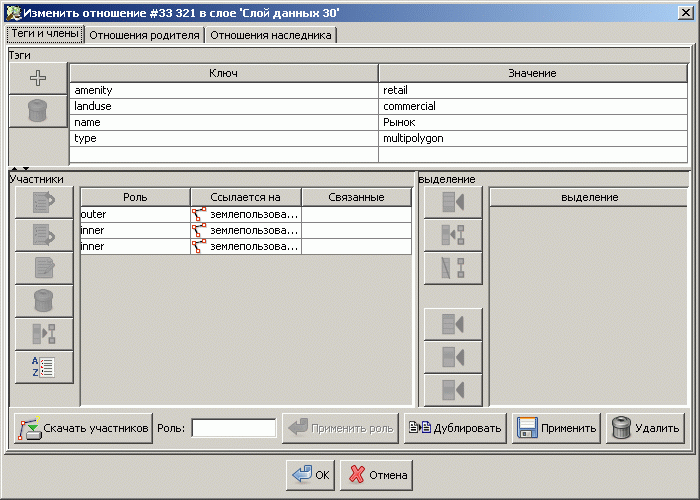 Изменить отношение #33 321 в слое 'Слой данных 30'
Теги и члены Отношения родителя Отношения наследника
Тэги
Ключ Значение
amenity retail
landuse commercial
name Рынок
type multipolygon
Участники
Роль Ссылается на Связанные
outer землепользова...
inner землепользова...
inner землепользова...
A
Z
выделение
выделение
Скачать участников Роль: Применить роль Дублировать Применить Удалить
OK Отмена